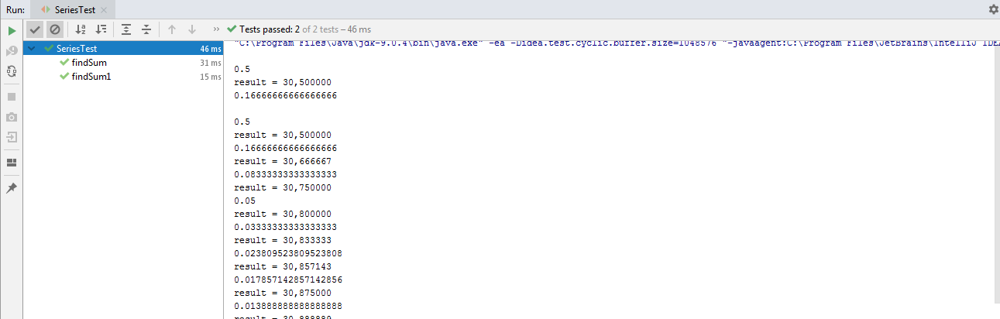 Run: SeriesTest
Tests passed: 2 of 2 tests – 46 ms
SeriesTest 46 ms
findSum 31 ms
findSum1 15 ms
"C:\Program Files\Java\jdk-9.0.4\bin\java.exe" -ea -Didea.test.cyclic.buffer.size=1048576 "-javaagent:C:\Program Files\JetBrains\IntelliJ IDEA
0.5
result = 30,500000
0.16666666666666666
0.5
result = 30,500000
0.16666666666666666
result = 30,666667
0.08333333333333333
result = 30,750000
0.05
result = 30,800000
0.03333333333333333
result = 30,833333
0.023809523809523808
result = 30,857143
0.017857142857142856
result = 30,875000
0.013888888888888888
result = 30,888889